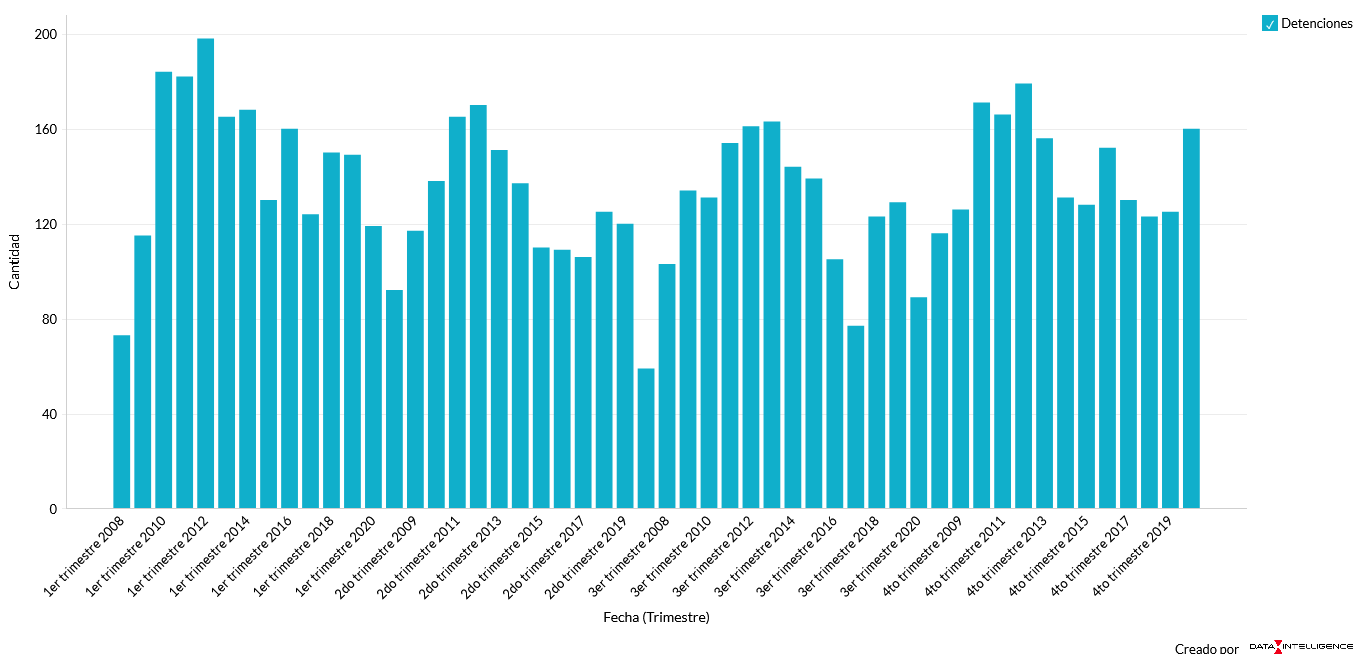 Detenciones
200
160
120
80
40
0
Cantidad
1er trimestre 2008
1er trimestre 2010
1er trimestre 2012
1er trimestre 2014
1er trimestre 2016
1er trimestre 2018
1er trimestre 2020
2do trimestre 2009
2do trimestre 2011
2do trimestre 2013
2do trimestre 2015
2do trimestre 2017
2do trimestre 2019
3er trimestre 2008
3er trimestre 2010
3er trimestre 2012
3er trimestre 2014
3er trimestre 2016
3er trimestre 2018
3er trimestre 2020
4to trimestre 2009
4to trimestre 2011
4to trimestre 2013
4to trimestre 2015
4to trimestre 2017
4to trimestre 2019
Fecha (Trimestre)
Creado por DATA INTELLIGENCE